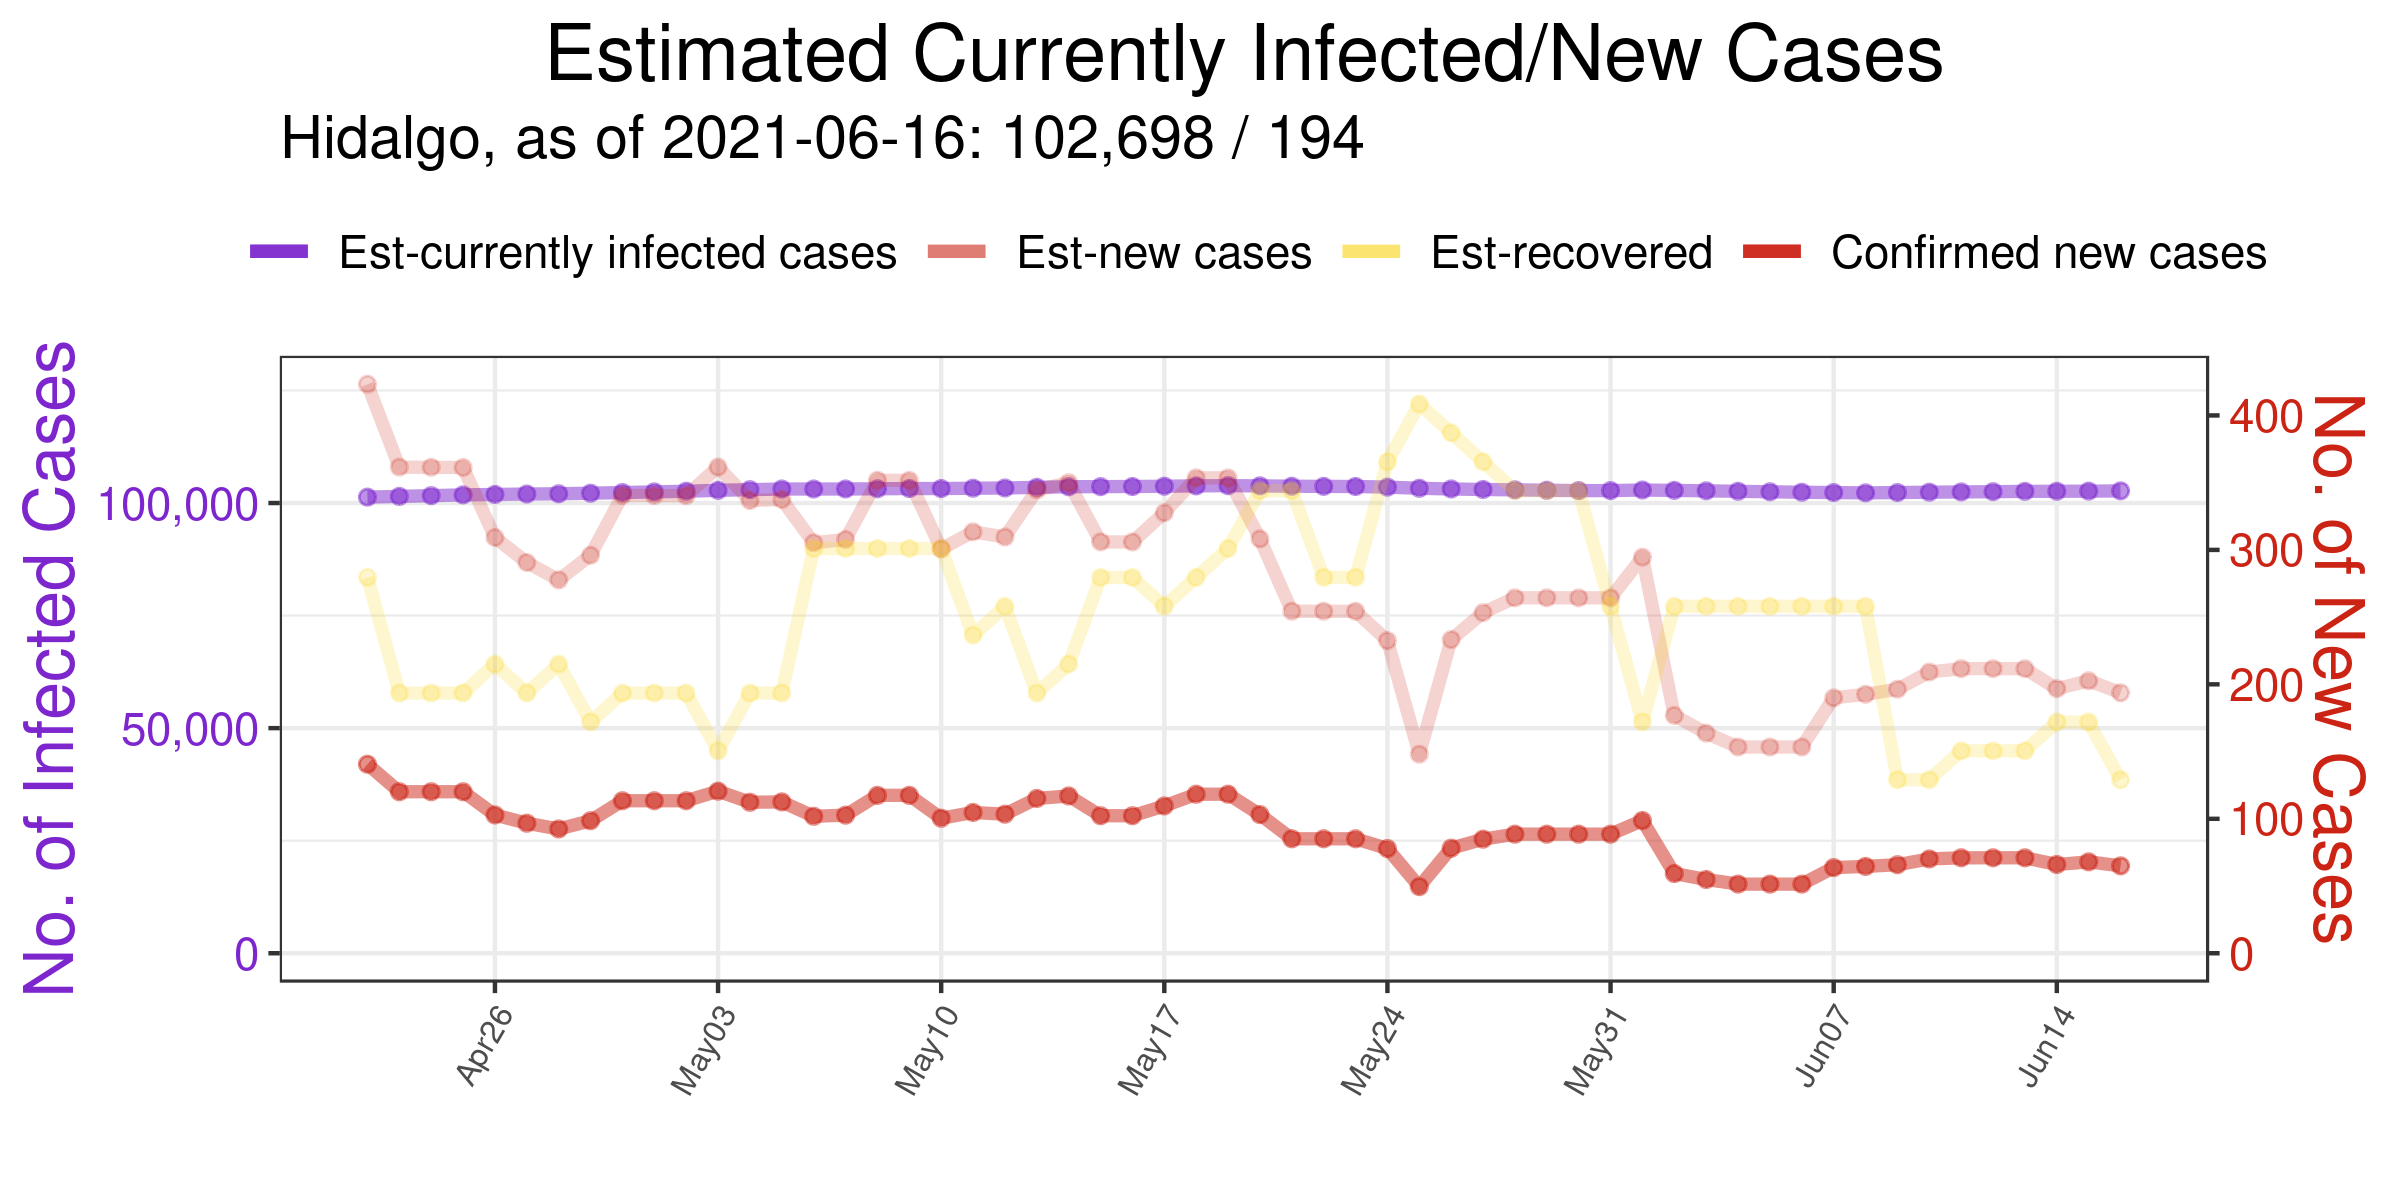 Estimated Currently Infected/New Cases
Hidalgo, as of 2021-06-16: 102,698 / 194
Est-currently infected cases Est-new cases Est-recovered Confirmed new cases
No. of Infected Cases
100,000
50,000
0
400
300
200
100
0
No. of New Cases
Apr26 May03 May10 May17 May24 May31 Jun07 Jun14